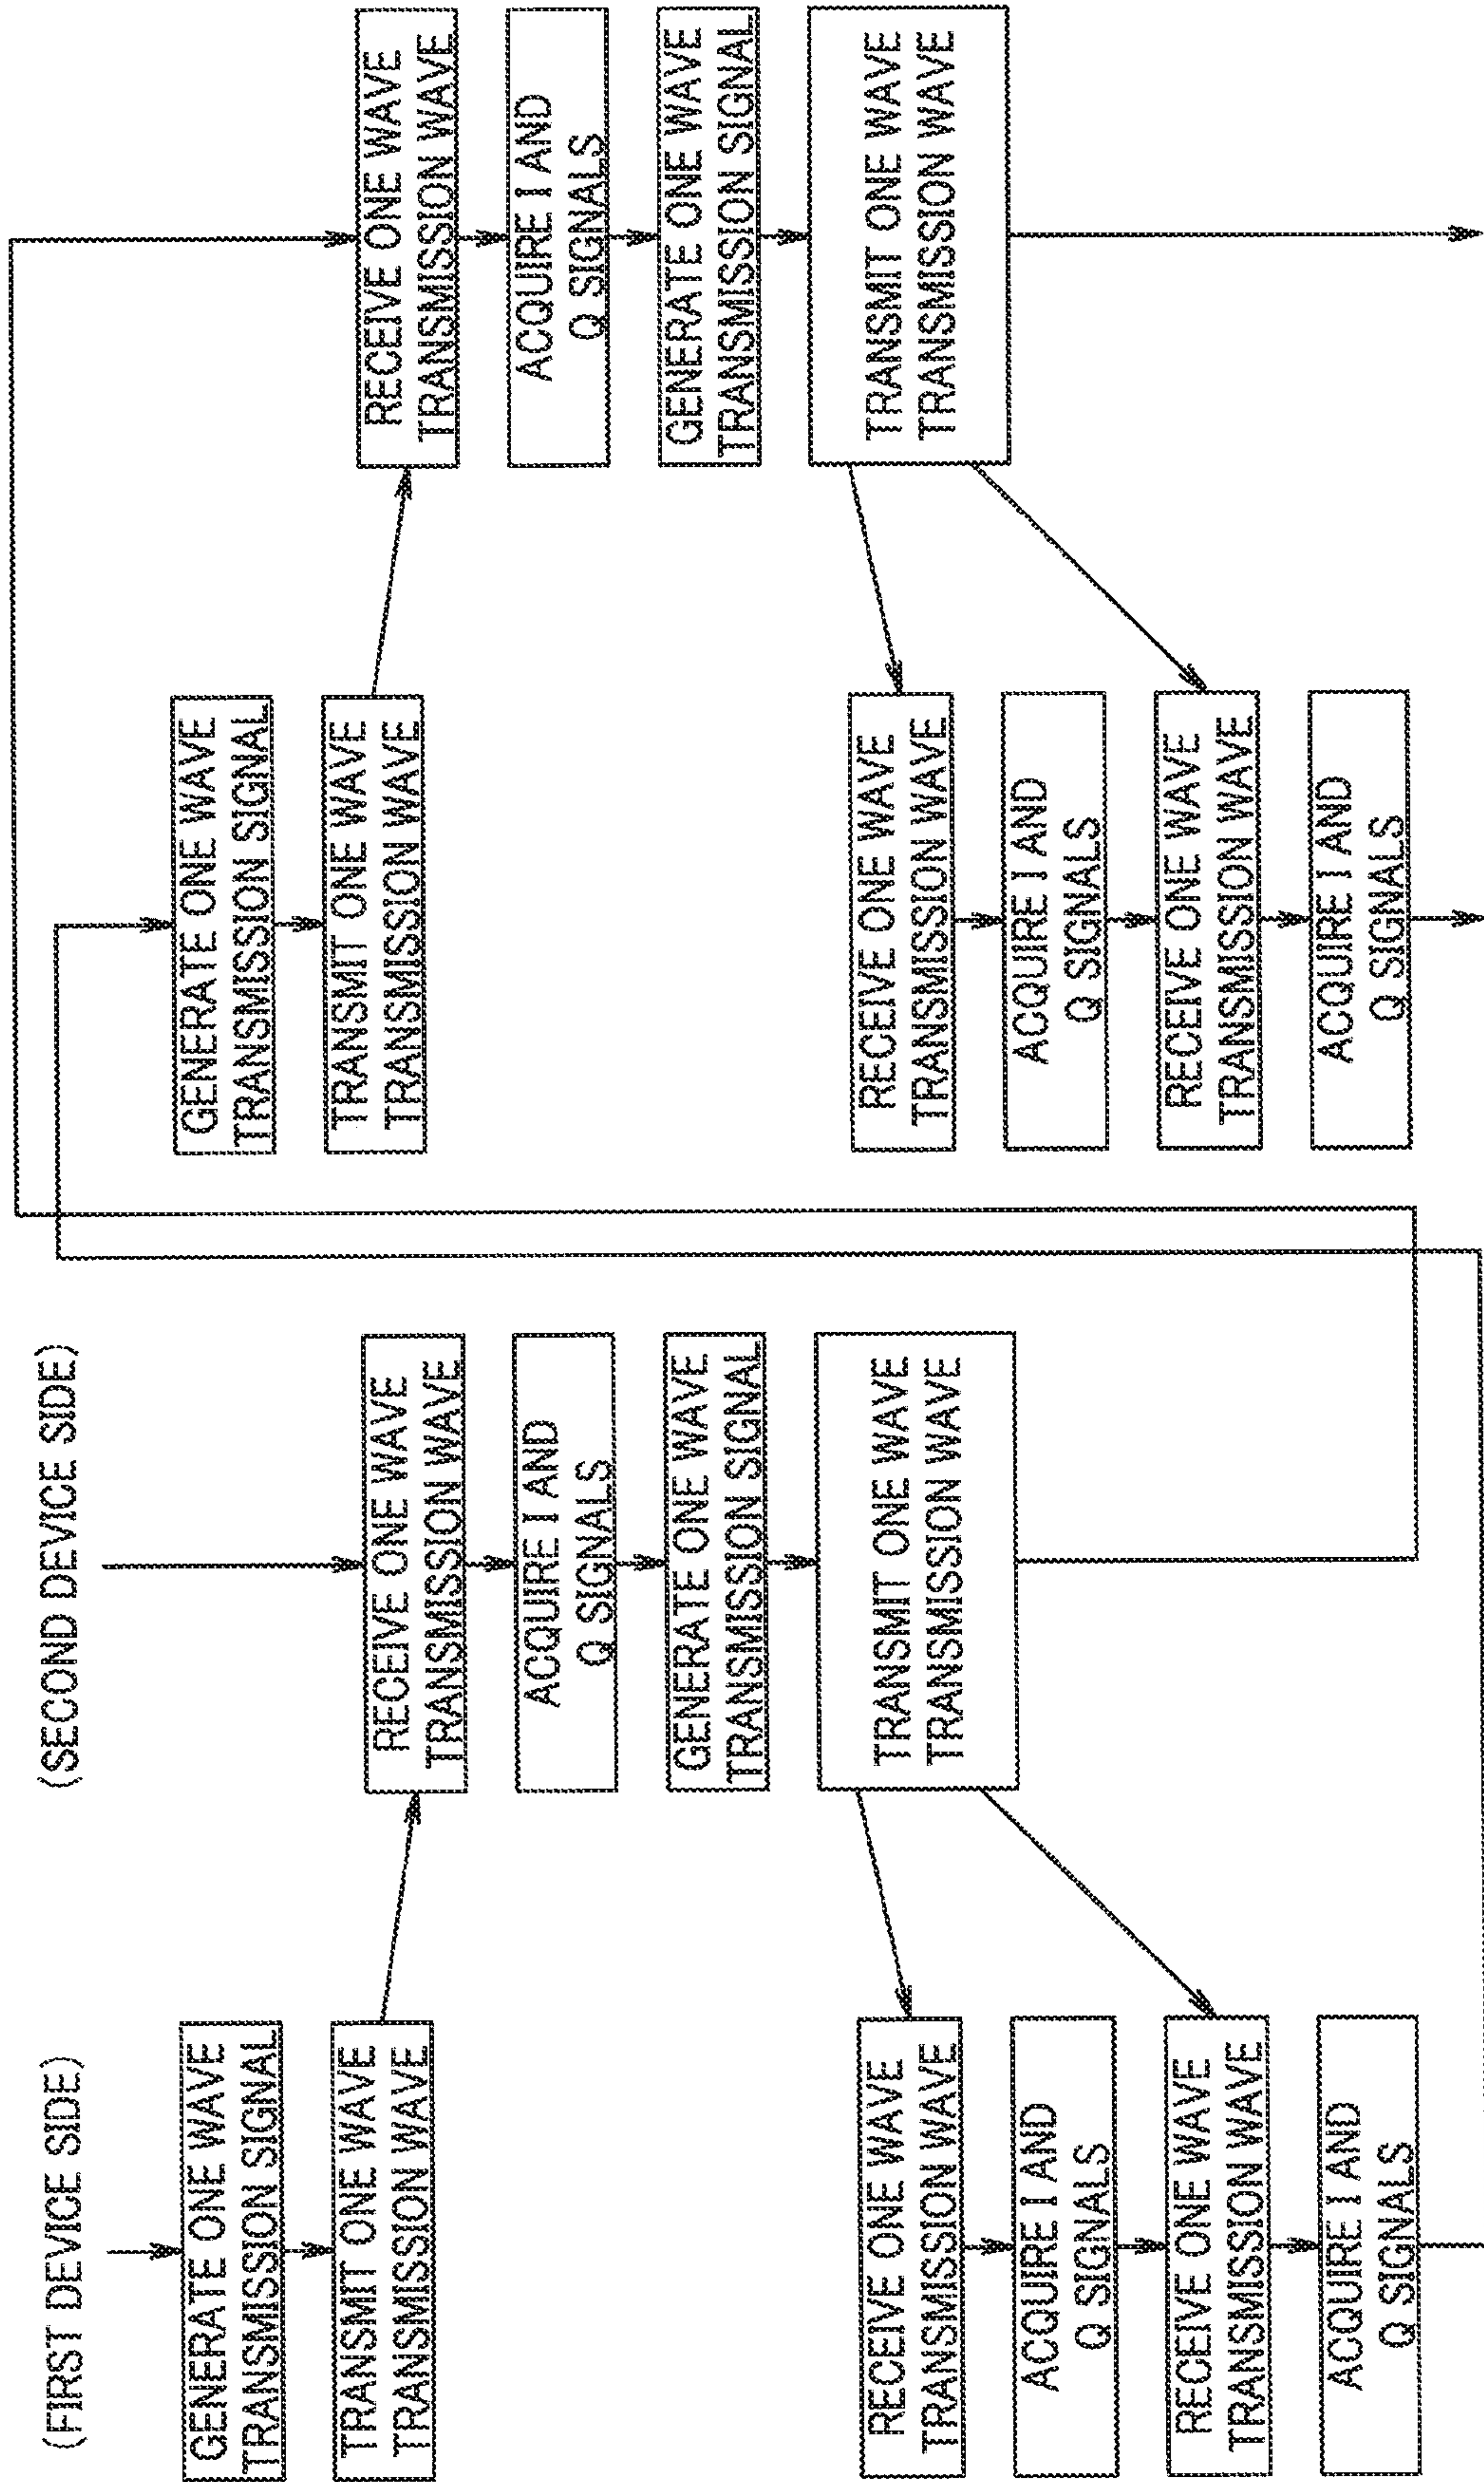 (FIRST DEVICE SIDE)
GENERATE ONE WAVE
TRANSMISSION SIGNAL
TRANSMIT ONE WAVE
TRANSMISSION WAVE
RECEIVE ONE WAVE
TRANSMISSION WAVE
ACQUIRE I AND
Q SIGNALS
RECEIVE ONE WAVE
TRANSMISSION WAVE
ACQUIRE I AND
Q SIGNALS
(SECOND DEVICE SIDE)
RECEIVE ONE WAVE
TRANSMISSION WAVE
ACQUIRE I AND
Q SIGNALS
GENERATE ONE WAVE
TRANSMISSION SIGNAL
TRANSMIT ONE WAVE
TRANSMISSION WAVE
GENERATE ONE WAVE
TRANSMISSION SIGNAL
TRANSMIT ONE WAVE
TRANSMISSION WAVE
RECEIVE ONE WAVE
TRANSMISSION WAVE
ACQUIRE I AND
Q SIGNALS
RECEIVE ONE WAVE
TRANSMISSION WAVE
ACQUIRE I AND
Q SIGNALS
RECEIVE ONE WAVE
TRANSMISSION WAVE
ACQUIRE I AND
Q SIGNALS
GENERATE ONE WAVE
TRANSMISSION SIGNAL
TRANSMIT ONE WAVE
TRANSMISSION WAVE